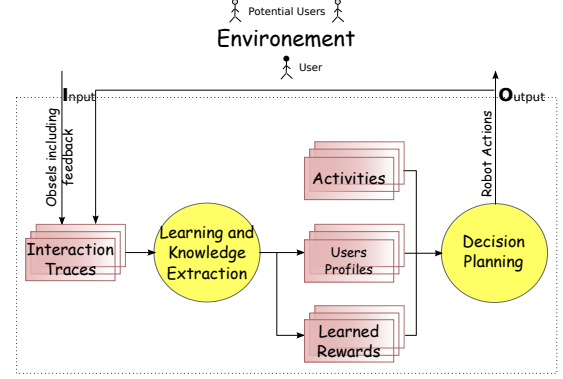 Potential Users
Environement
User
Input
Output
Obsels including
feedback
Robot Actions
Activities
Learning and
Knowledge
Extraction
Interaction
Traces
Users
Profiles
Decision
Planning
Learned
Rewards